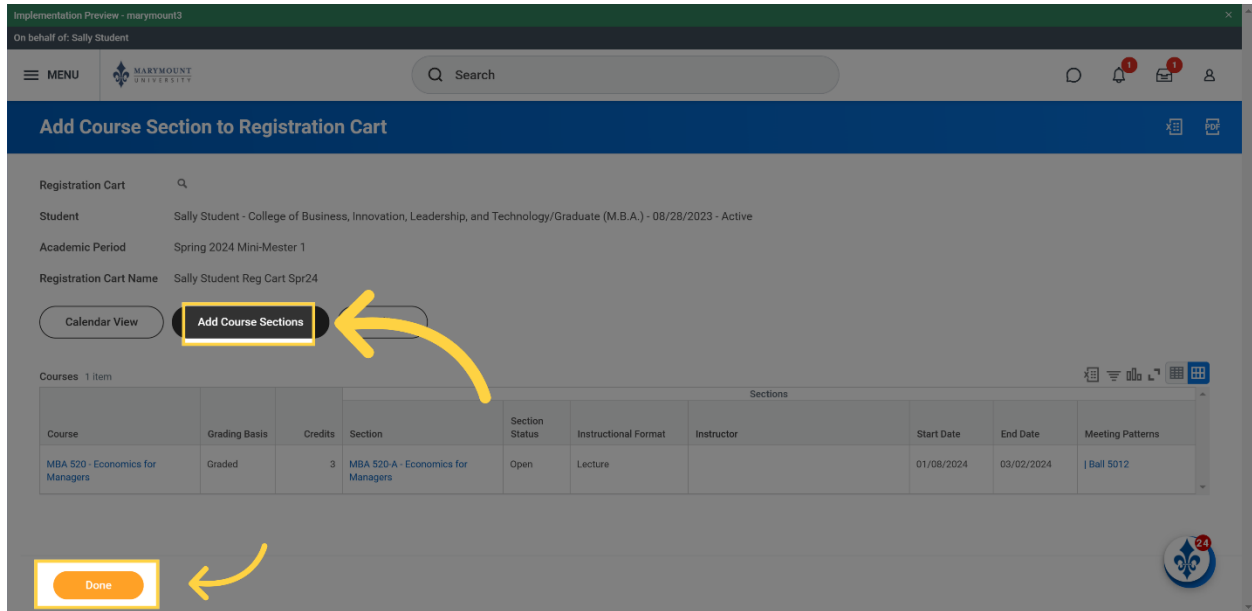 Implementation Preview - marymount3
On behalf of: Sally Student
MENU
MARYMOUNT
UNIVERSITY
Search
1
1
Add Course Section to Registration Cart
PDF
Registration Cart
Student Sally Student - College of Business, Innovation, Leadership, and Technology/Graduate (M.B.A.) - 08/28/2023 - Active
Academic Period Spring 2024 Mini-Mester 1
Registration Cart Name Sally Student Reg Cart Spr24
Calendar View Add Course Sections
Courses 1 item
Sections
Course Grading Basis Credits Section Section Status Instructional Format Instructor Start Date End Date Meeting Patterns
MBA 520 - Economics for Managers Graded 3 MBA 520-A - Economics for Managers Open Lecture 01/08/2024 03/02/2024 | Ball 5012
24
Done